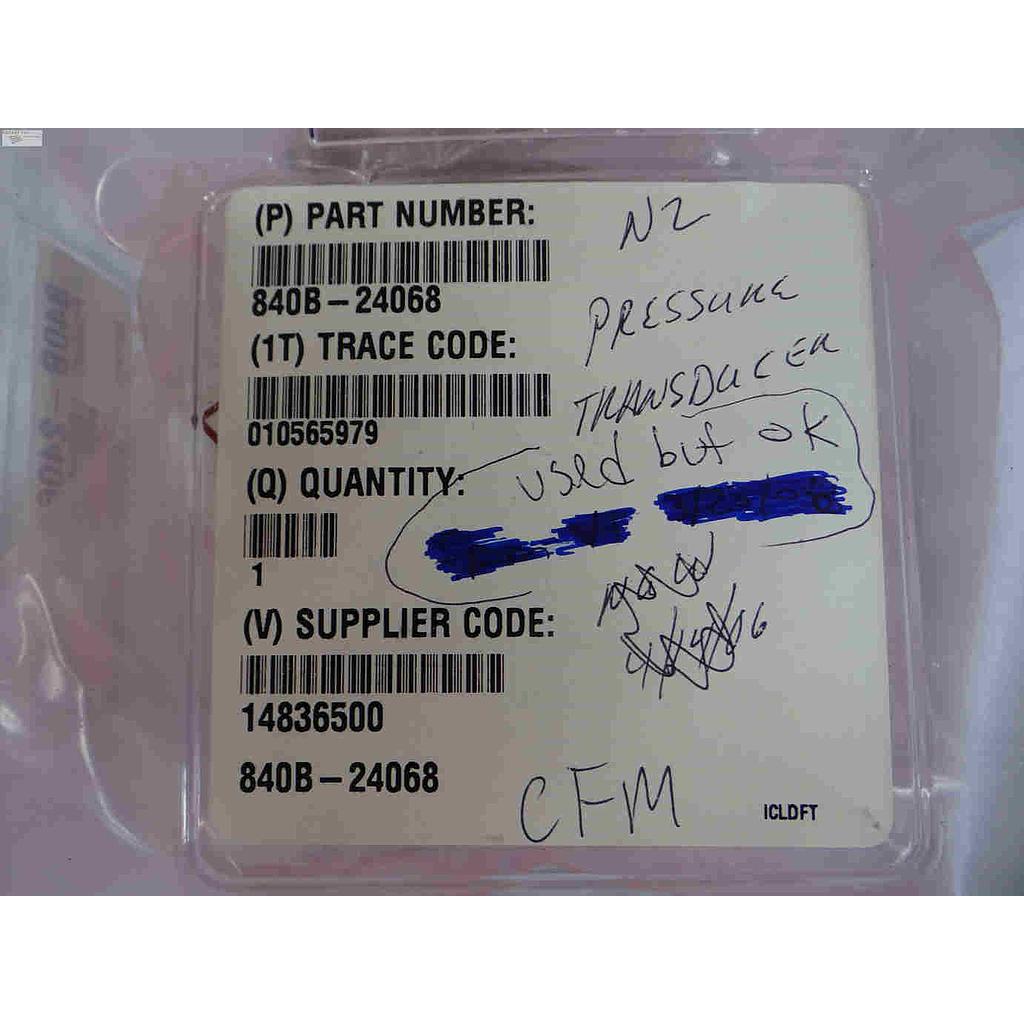 (P) PART NUMBER:
N2
840B-24068
PRESSURE
(1T) TRACE CODE:
TRANSDUCER
010565979
used but ok
(Q) QUANTITY:
1
(V) SUPPLIER CODE:
14836500
840B-24068
CFM
ICLDFT